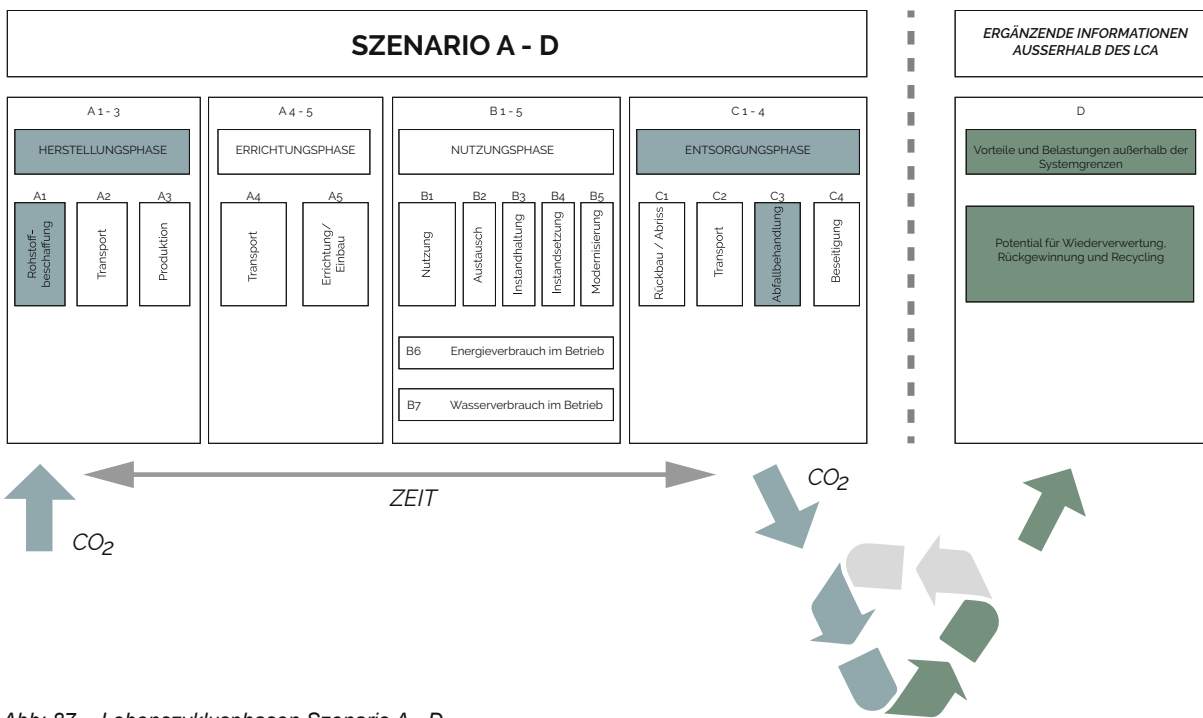 SZENARIO A - D
ERGÄNZENDE INFORMATIONEN
AUSSERHALB DES LCA
A 1 - 3
HERSTELLUNGSPHASE
A1
Rohstoff-
beschaffung
A2
Transport
A3
Produktion
A 4 - 5
ERRICHTUNGSPHASE
A4
Transport
A5
Errichtung/
Einbau
B 1 - 5
NUTZUNGSPHASE
B1
Nutzung
B2
Austausch
B3
Instandhaltung
B4
Instandsetzung
B5
Modernisierung
B6 Energieverbrauch im Betrieb
B7 Wasserverbrauch im Betrieb
C 1 - 4
ENTSORGUNGSPHASE
C1
Rückbau / Abriss
C2
Transport
C3
Abfallbehandlung
C4
Beseitigung
D
Vorteile und Belastungen außerhalb der
Systemgrenzen
Potential für Wiederverwertung,
Rückgewinnung und Recycling
CO2
ZEIT
CO2
Abb: 87 - Lebenszyklusphasen Szenario A - D